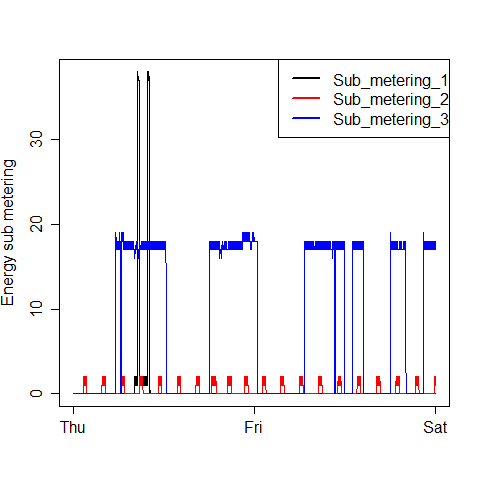 Sub_metering_1
Sub_metering_2
Sub_metering_3
Energy sub metering
30
20
10
0
Thu Fri Sat